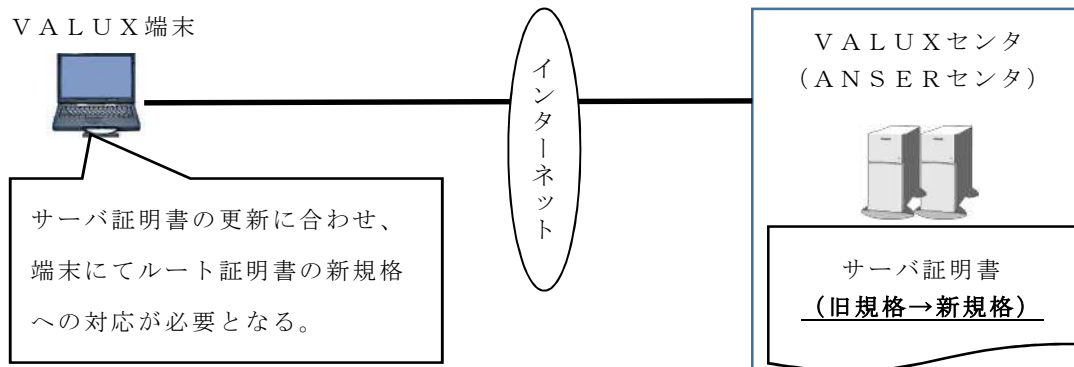 ＶＡＬＵＸ端末
サーバ証明書の更新に合わせ、
端末にてルート証明書の新規格
への対応が必要となる。
インターネット
ＶＡＬＵＸセンタ
（ＡＮＳＥＲセンタ）
サーバ証明書
（旧規格→新規格）